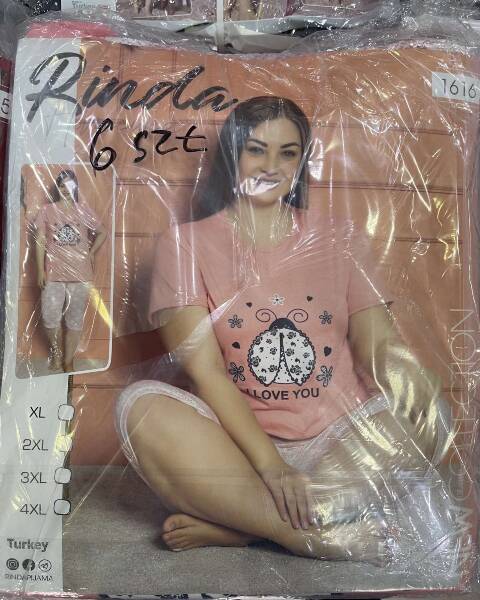 Rinda
1616
6 szt.
I LOVE YOU
XL
2XL
3XL
4XL
Turkey
RINDAPIJAMA